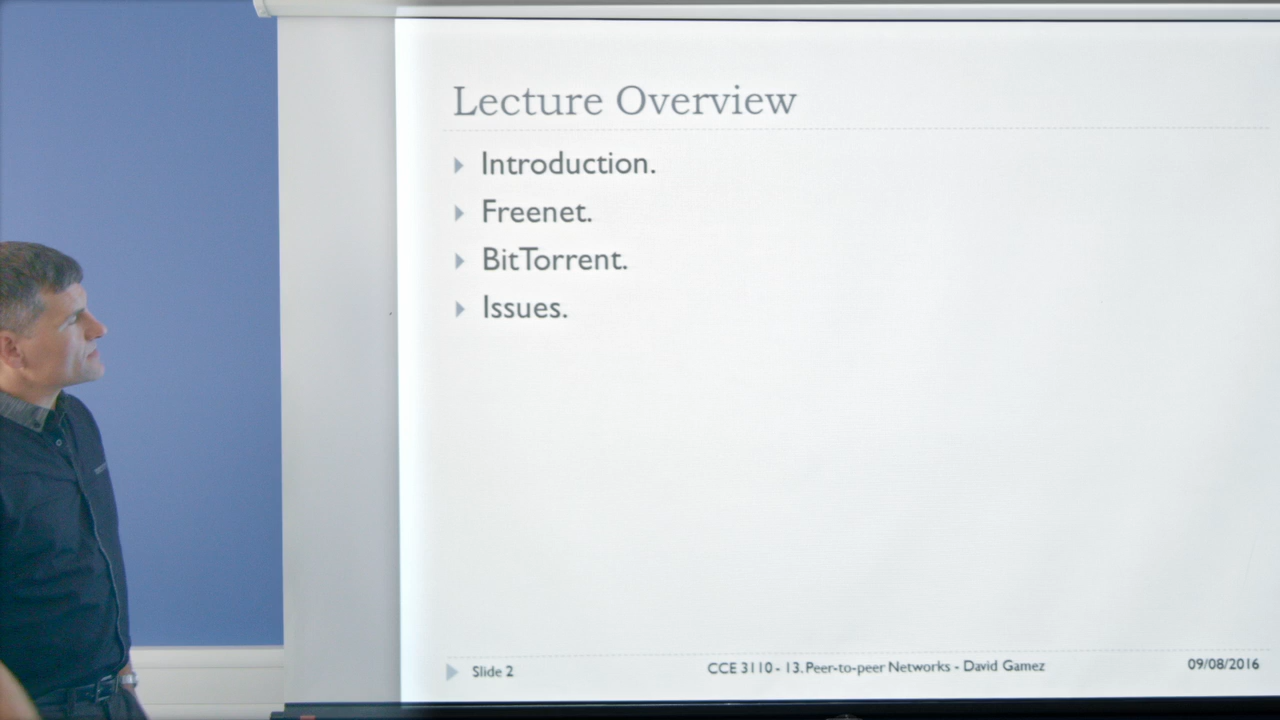 Lecture Overview
Introduction.
Freenet.
BitTorrent.
Issues.
Slide 2
CCE 3110 - 13. Peer-to-peer Networks - David Gamez
09/08/2016